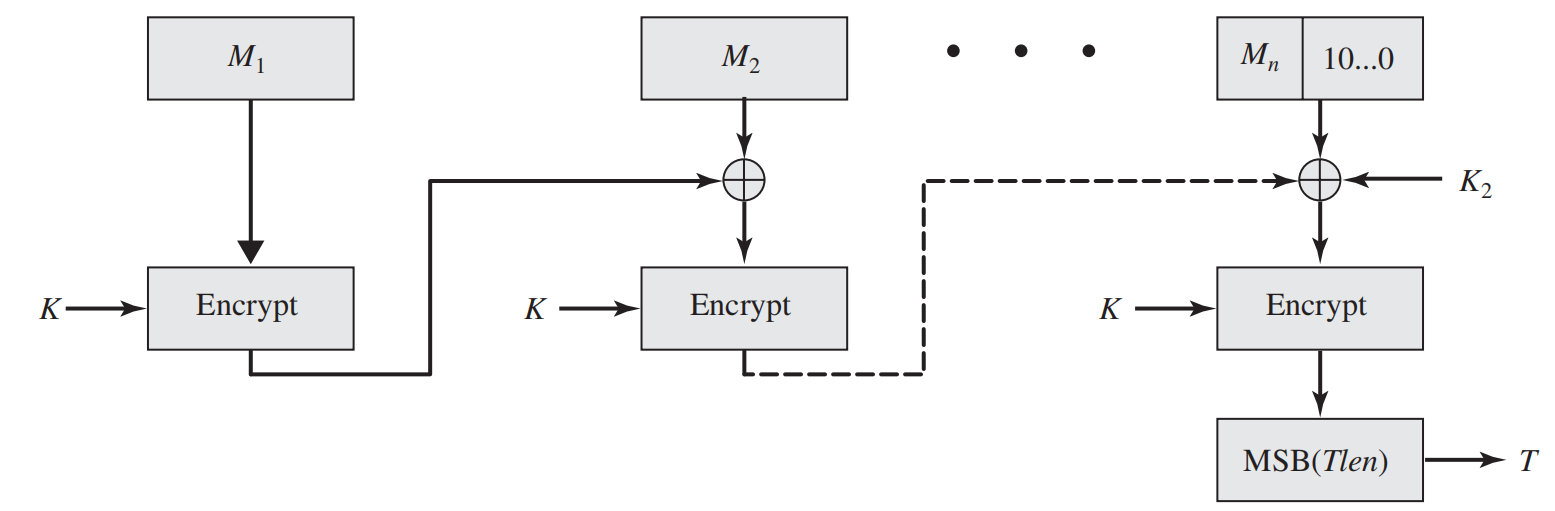 M₁ M₂ • • • Mₙ 10...0
K₂
K Encrypt K Encrypt K Encrypt
MSB(Tlen) T